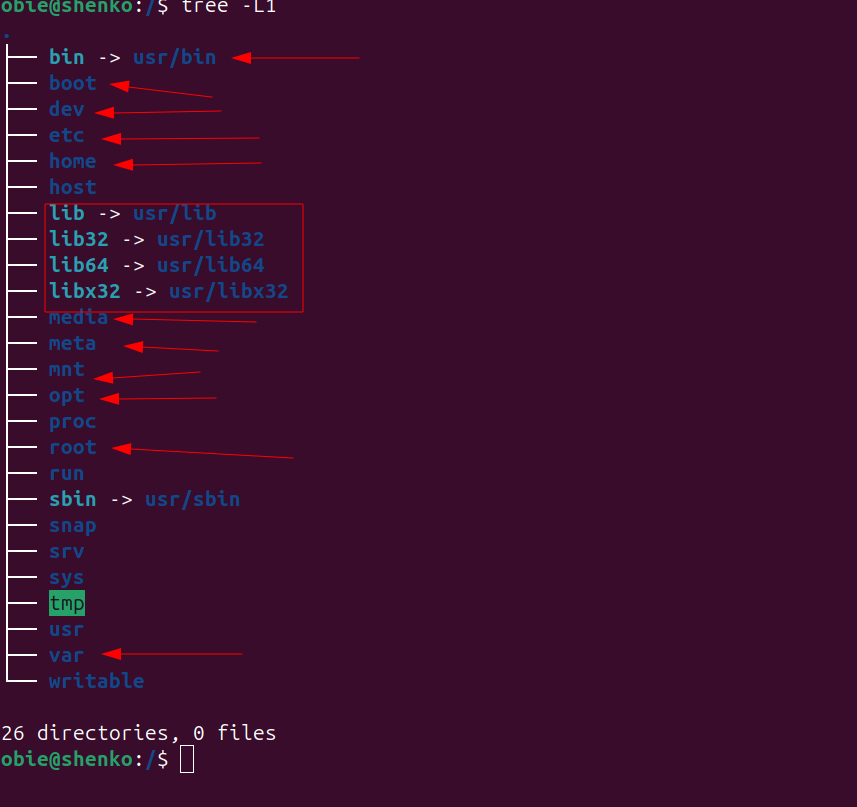 obie@shenko:/$ tree -L1
.
├── bin -> usr/bin
├── boot
├── dev
├── etc
├── home
├── host
├── lib -> usr/lib
├── lib32 -> usr/lib32
├── lib64 -> usr/lib64
├── libx32 -> usr/libx32
├── media
├── meta
├── mnt
├── opt
├── proc
├── root
├── run
├── sbin -> usr/sbin
├── snap
├── srv
├── sys
├── tmp
├── usr
├── var
└── writable
26 directories, 0 files
obie@shenko:/$